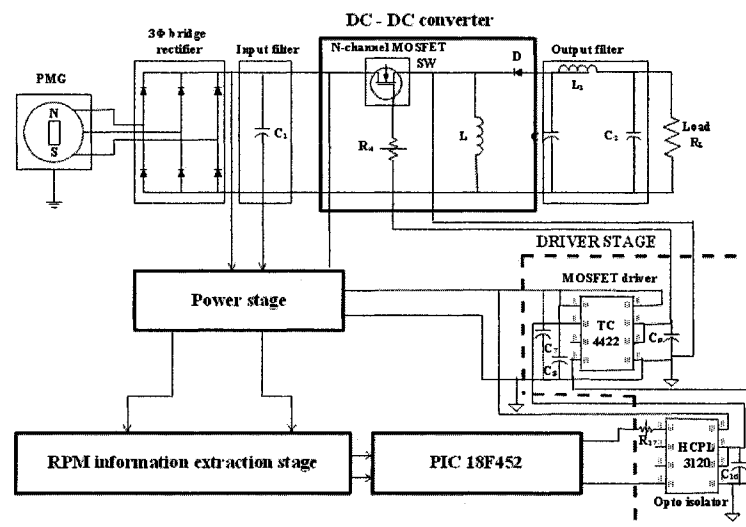 DC - DC converter
3Φ bridge
rectifier
Input filter
N-channel MOSFET
SW
D
Output filter
PMG
N
S
C1
Rd
L
L1
C2
Load
RL
DRIVER STAGE
MOSFET driver
Power stage
TC
4422
C7
C8
C9
RPM information extraction stage
PIC 18F452
R17
HCPL
3120
C10
Opto isolator